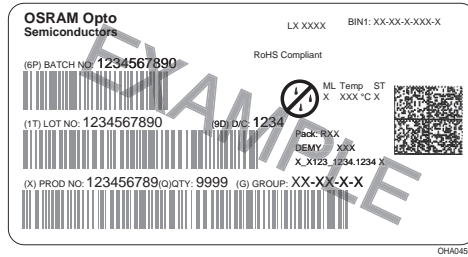 OSRAM Opto
Semiconductors
LX XXXX
BIN1: XX-XX-X-XXX-X
RoHS Compliant
(6P) BATCH NO: 1234567890
ML Temp ST
X XXX °C X
(1T) LOT NO: 1234567890 (9D) D/C: 1234
Pack: RXX
DEMY XXX
X_X123_1234.1234 X
(X) PROD NO: 123456789(Q)QTY: 9999 (G) GROUP: XX-XX-X-X
EXAMPLE
OHA045